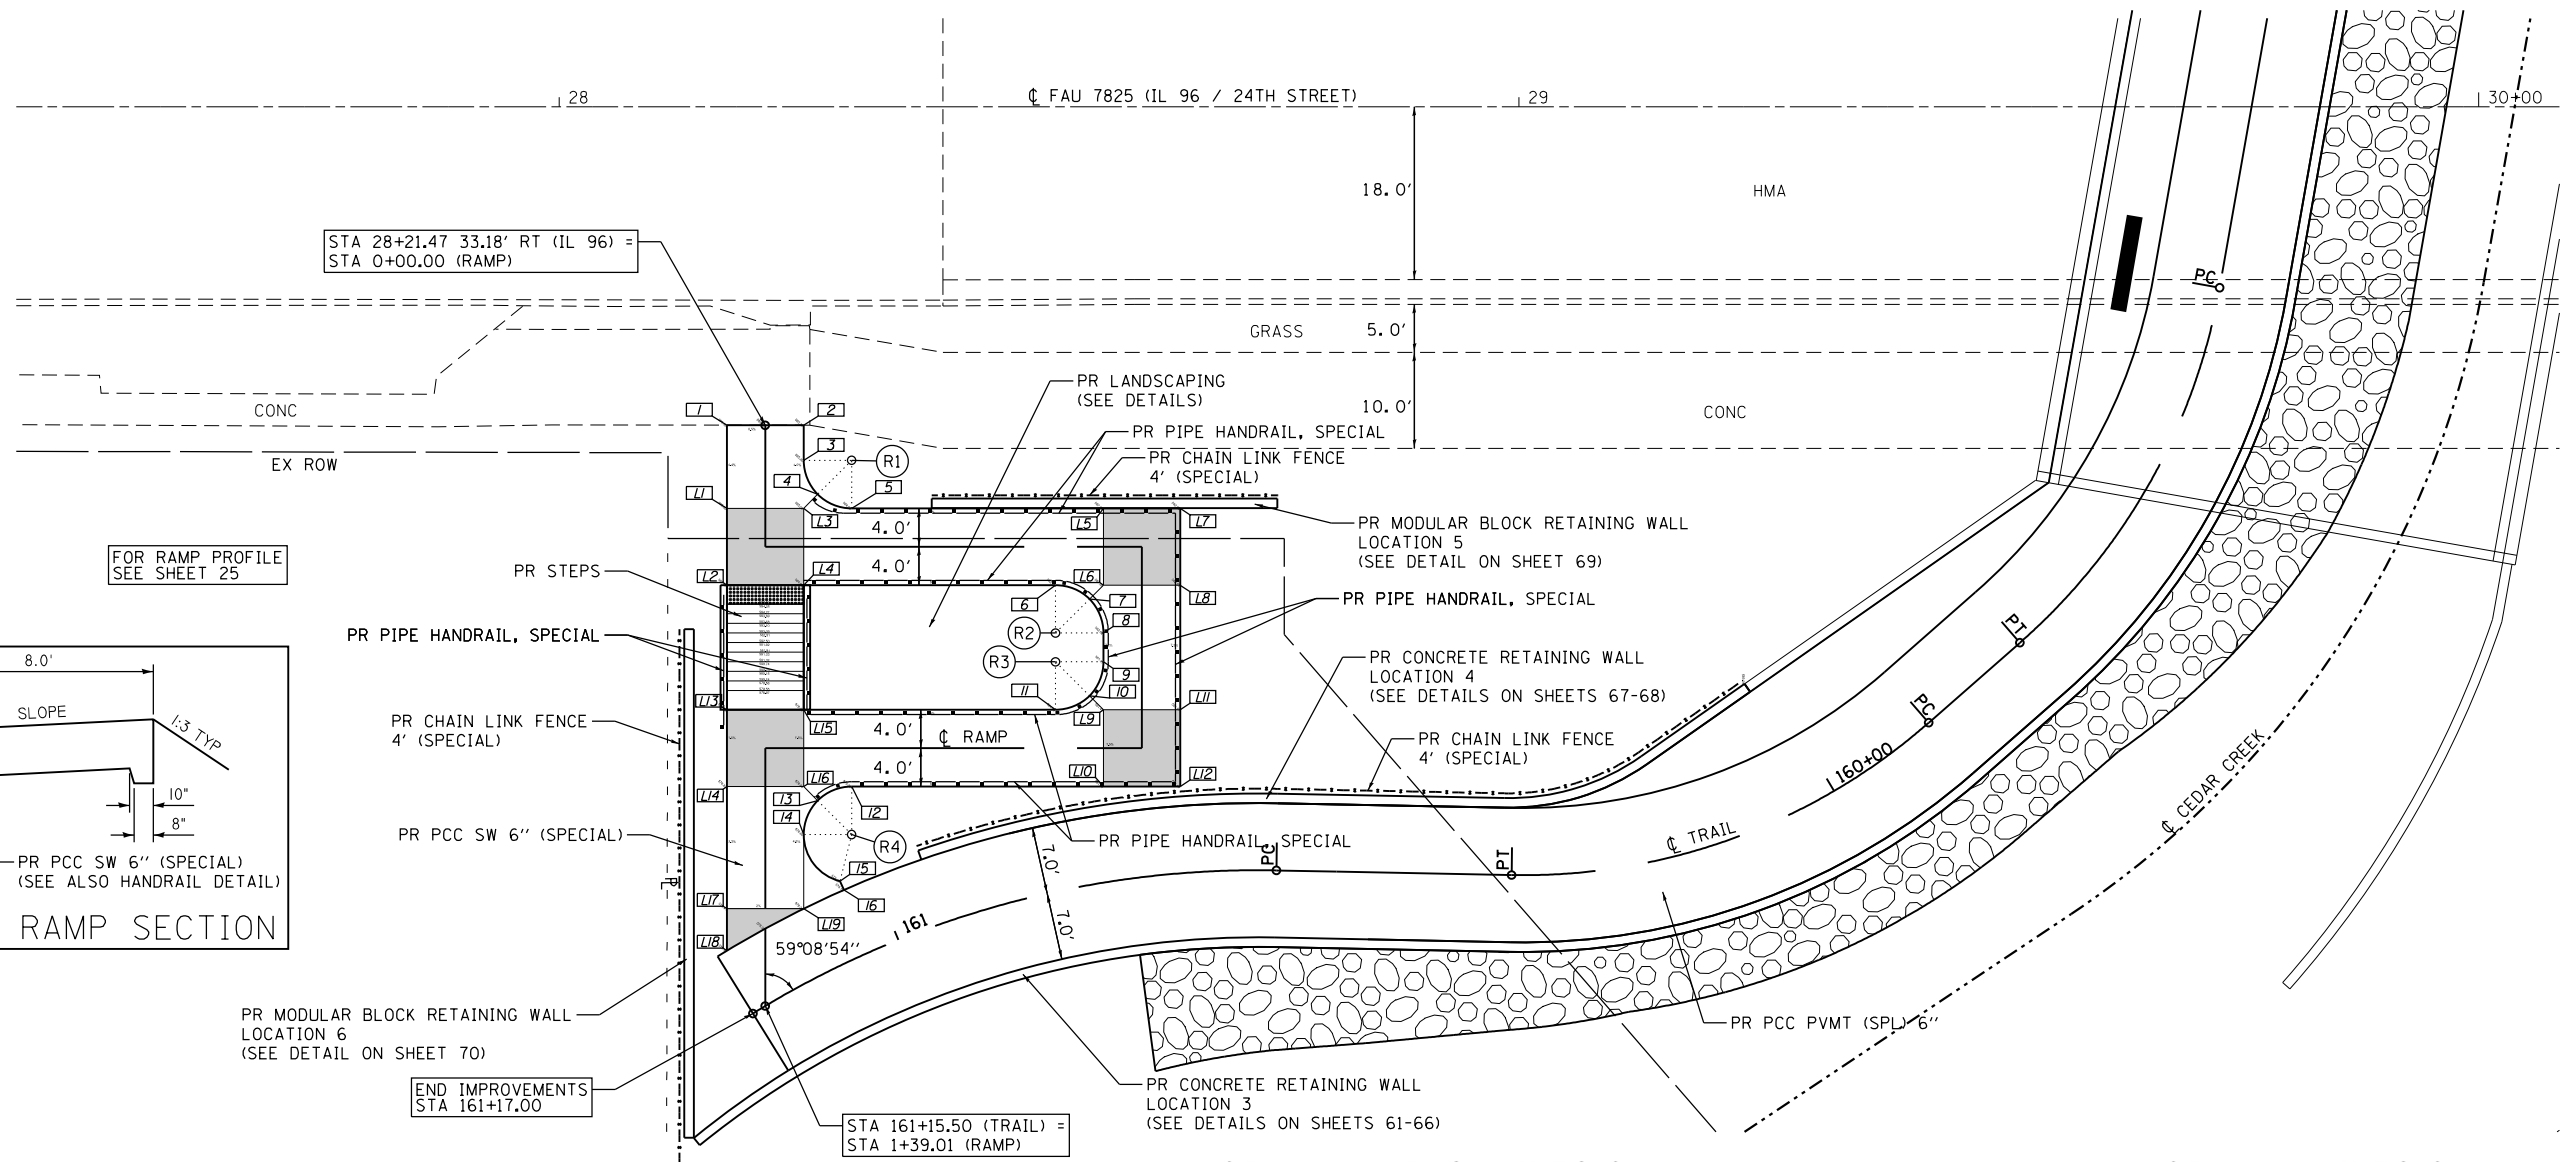 28
℄ FAU 7825 (IL 96 / 24TH STREET)
29
30+00
18.0'
HMA
STA 28+21.47 33.18' RT (IL 96) =
STA 0+00.00 (RAMP)
PC
GRASS
5.0'
PR LANDSCAPING
(SEE DETAILS)
CONC
10.0'
CONC
1
2
PR PIPE HANDRAIL, SPECIAL
EX ROW
3
R1
PR CHAIN LINK FENCE
4' (SPECIAL)
4
5
L1
L3
L5
L7
4.0'
PR MODULAR BLOCK RETAINING WALL
LOCATION 5
(SEE DETAIL ON SHEET 69)
FOR RAMP PROFILE
SEE SHEET 25
PR STEPS
L2
L4
4.0'
L6
6
7
L8
PR PIPE HANDRAIL, SPECIAL
8
R2
PT
PR PIPE HANDRAIL, SPECIAL
R3
PR CONCRETE RETAINING WALL
LOCATION 4
(SEE DETAILS ON SHEETS 67-68)
8.0'
9
10
11
L13
L11
L9
PC
SLOPE
1:3 TYP
PR CHAIN LINK FENCE
4' (SPECIAL)
L15
4.0'
℄ RAMP
PR CHAIN LINK FENCE
4' (SPECIAL)
4.0'
L16
L10
L12
160+00
℄ CEDAR CREEK
10"
8"
L14
13
14
12
PR PCC SW 6" (SPECIAL)
R4
PR PIPE HANDRAIL, SPECIAL
℄ TRAIL
PC
PT
7.0'
PR PCC SW 6" (SPECIAL)
(SEE ALSO HANDRAIL DETAIL)
15
16
L17
L19
161
7.0'
RAMP SECTION
L18
59°08'54"
PR MODULAR BLOCK RETAINING WALL
LOCATION 6
(SEE DETAIL ON SHEET 70)
PR PCC PVMT (SPL) 6"
END IMPROVEMENTS
STA 161+17.00
PR CONCRETE RETAINING WALL
LOCATION 3
(SEE DETAILS ON SHEETS 61-66)
STA 161+15.50 (TRAIL) =
STA 1+39.01 (RAMP)